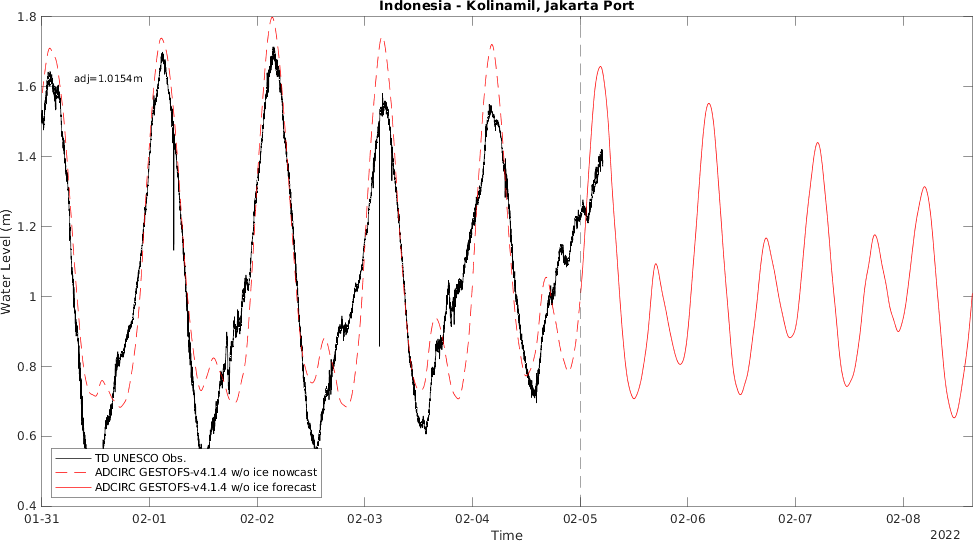 Indonesia - Kolinamil, Jakarta Port
1.8
1.6
1.4
1.2
1
0.8
0.6
0.4
Water Level (m)
adj=1.0154m
TD UNESCO Obs.
ADCIRC GESTOFS-v4.1.4 w/o ice nowcast
ADCIRC GESTOFS-v4.1.4 w/o ice forecast
01-31 02-01 02-02 02-03 02-04 02-05 02-06 02-07 02-08
Time
2022